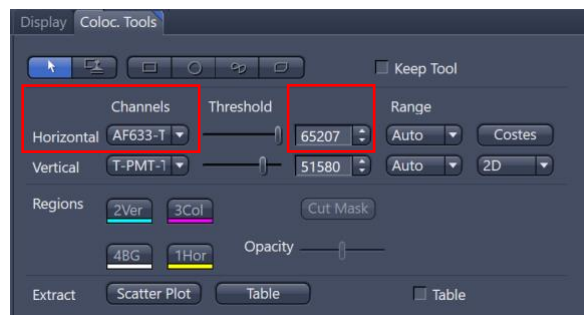 Display Coloc. Tools
Keep Tool
Channels Threshold Range
Horizontal AF633-T 65207 Auto Costes
Vertical T-PMT-1 51580 Auto 2D
Regions 2Ver 3Col Cut Mask
4BG 1Hor Opacity
Extract Scatter Plot Table Table